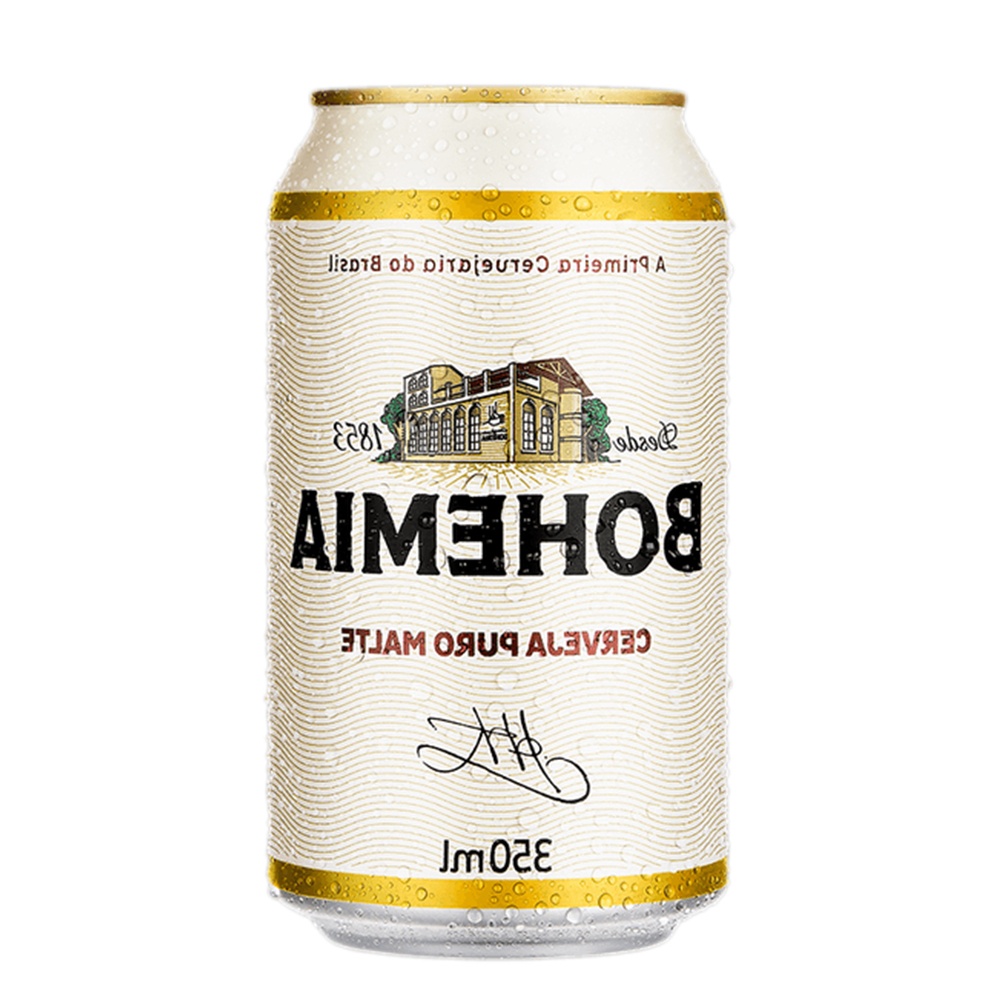 A Primeira Cervejaria do Brasil
Desde 1853
BOHEMIA
CERVEJA PURO MALTE
350ml